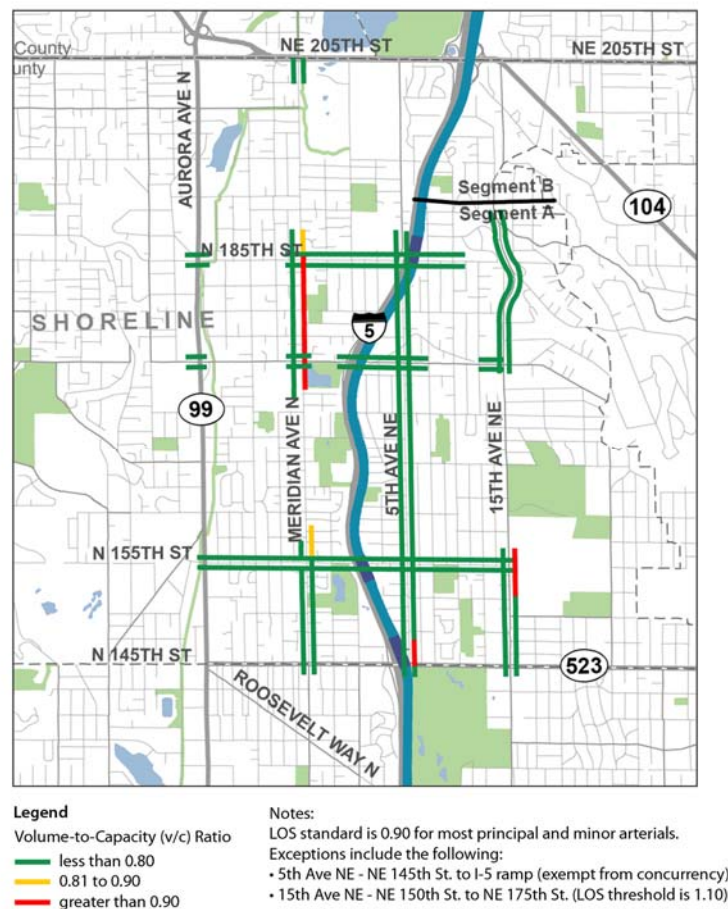 County
unty
NE 205TH ST
NE 205TH ST
AURORA AVE N
Segment B
Segment A
104
N 185TH ST
SHORELINE
5
99
MERIDIAN AVE N
5TH AVE NE
15TH AVE NE
N 155TH ST
N 145TH ST
523
ROOSEVELT WAY N
Legend
Volume-to-Capacity (v/c) Ratio
less than 0.80
0.81 to 0.90
greater than 0.90
Notes:
LOS standard is 0.90 for most principal and minor arterials.
Exceptions include the following:
• 5th Ave NE - NE 145th St. to I-5 ramp (exempt from concurrency)
• 15th Ave NE - NE 150th St. to NE 175th St. (LOS threshold is 1.10)